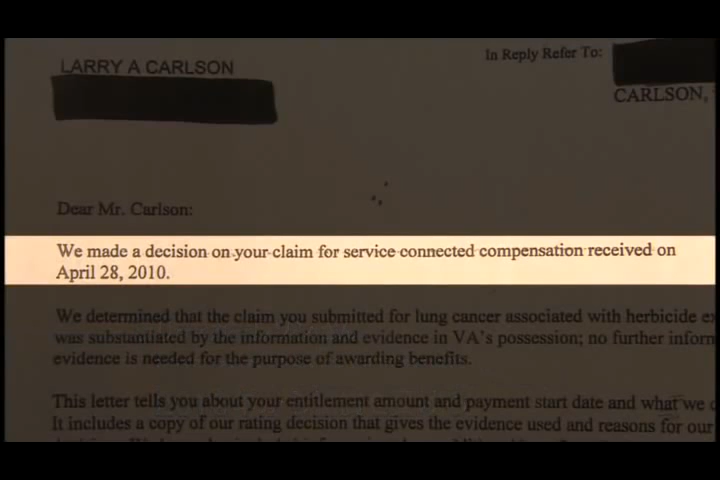 LARRY A CARLSON
In Reply Refer To:
CARLSON,
Dear Mr. Carlson:
We made a decision on your claim for service connected compensation received on
April 28, 2010.
We determined that the claim you submitted for lung cancer associated with herbicide
was substantiated by the information and evidence in VA's possession; no further
evidence is needed for the purpose of awarding benefits.
This letter tells you about your entitlement amount and payment start date and what we
It includes a copy of our rating decision that gives the evidence used and reasons for our